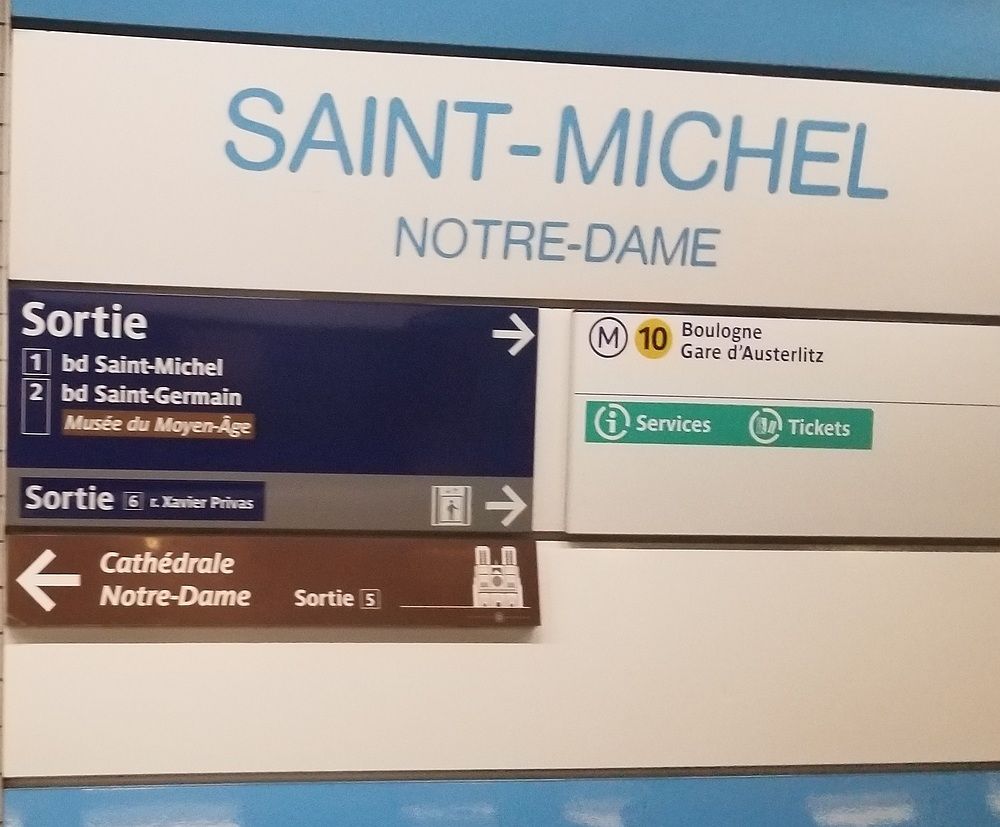 SAINT-MICHEL
NOTRE-DAME
Sortie
1 bd Saint-Michel
2 bd Saint-Germain
Musée du Moyen-Âge
Sortie 6 r. Xavier Privas
Cathédrale
Notre-Dame Sortie 5
M 10 Boulogne
Gare d'Austerlitz
i Services Tickets